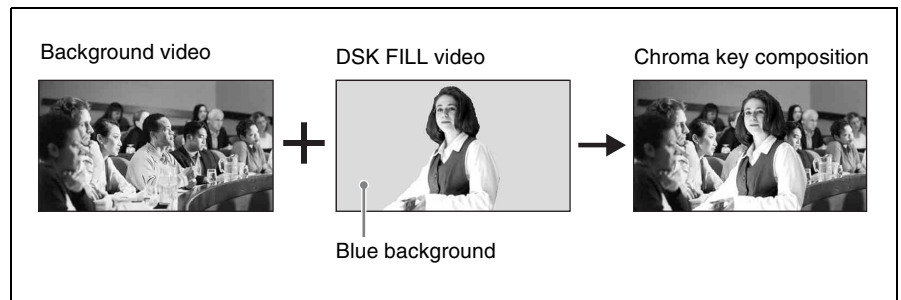 Background video
DSK FILL video
Chroma key composition
Blue background